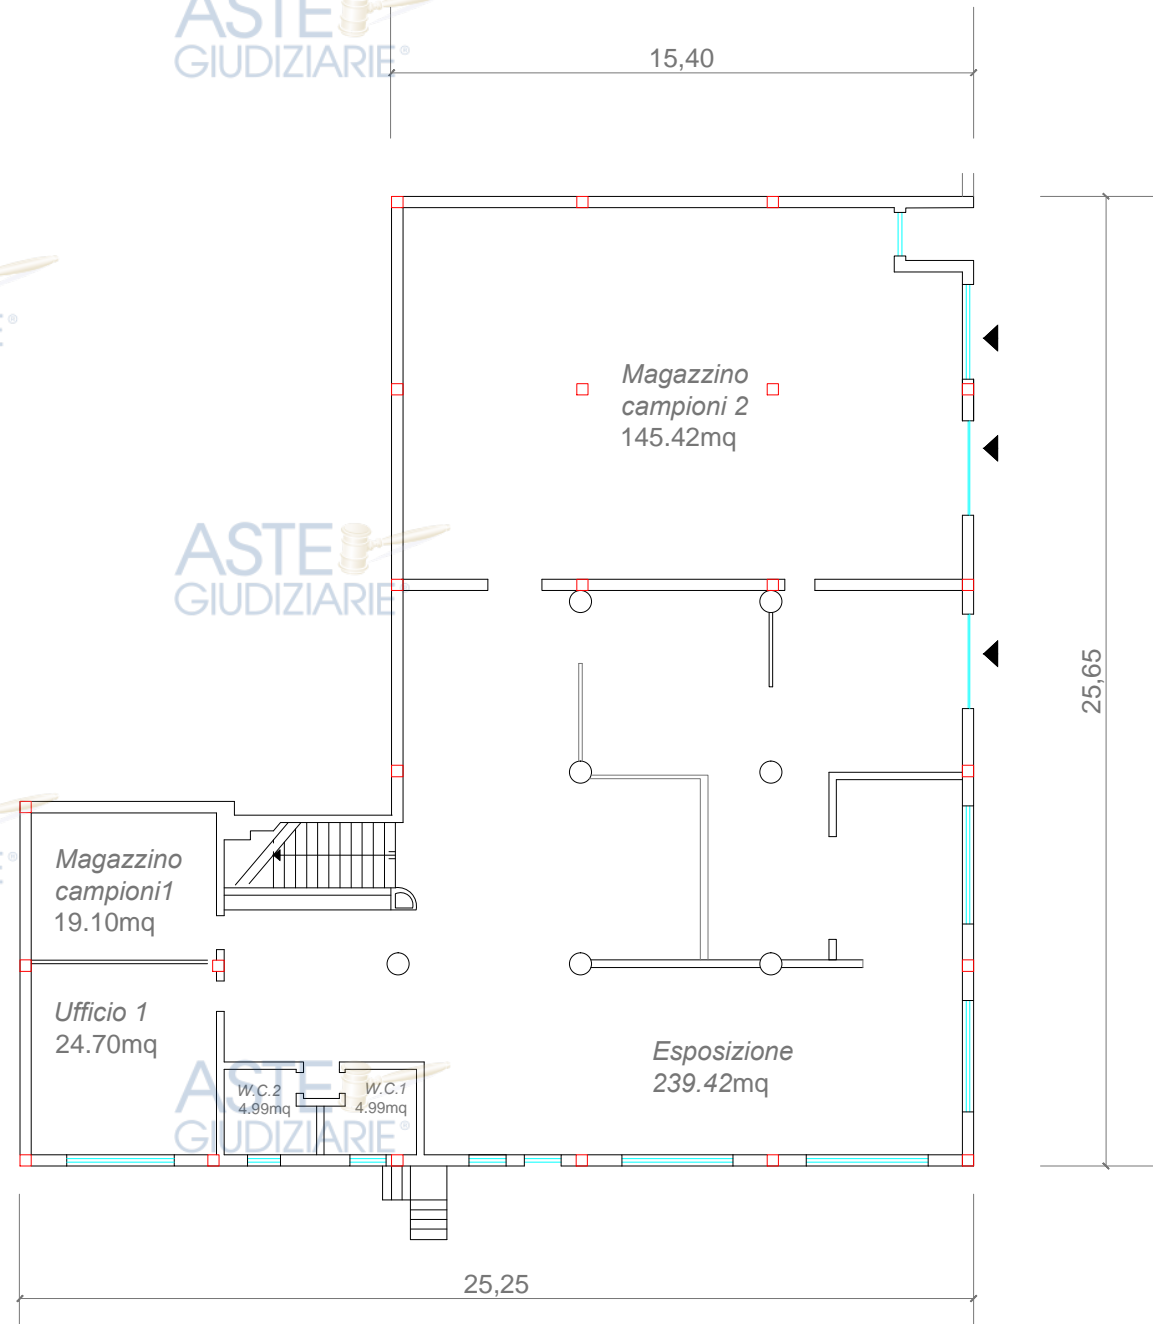 ASTE
GIUDIZIARIE®
15,40
Magazzino
campioni 2
145.42mq
ASTE
GIUDIZIARIE
25,65
Magazzino
campioni1
19.10mq
Ufficio 1
24.70mq
Esposizione
239.42mq
ASTE
GIUDIZIARIE®
W.C.2
4.99mq
W.C.1
4.99mq
25,25